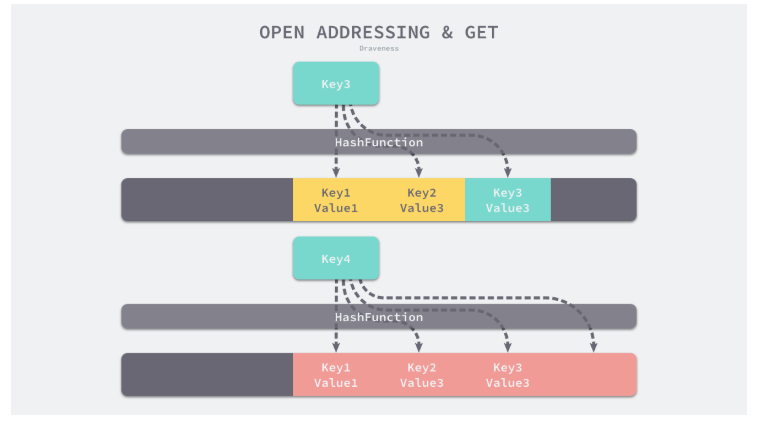 OPEN ADDRESSING & GET
Draveness
Key3
HashFunction
Key1 Key2 Key3
Value1 Value3 Value3
Key4
HashFunction
Key1 Key2 Key3
Value1 Value3 Value3